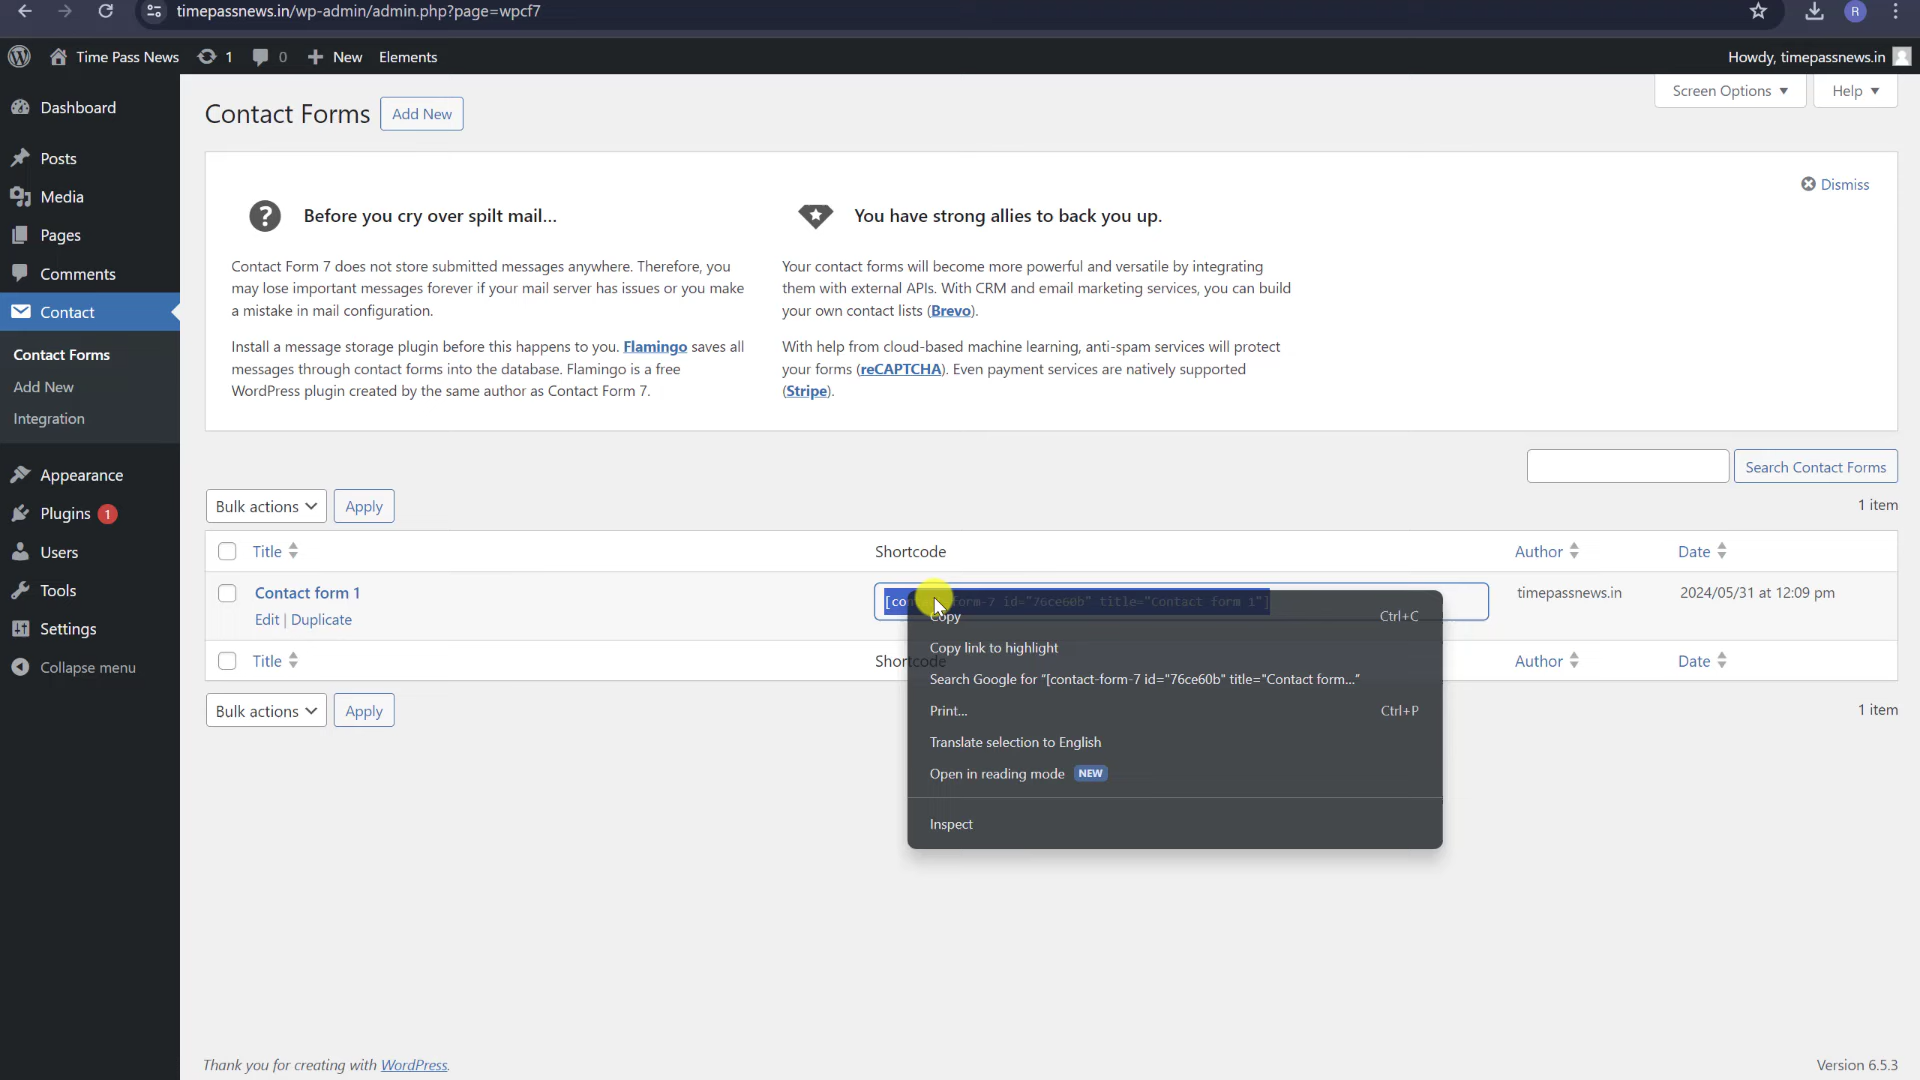 timepassnews.in/wp-admin/admin.php?page=wpcf7
R
Time Pass News 1 0 New Elements
Howdy, timepassnews.in
Dashboard
Posts
Media
Pages
Comments
Contact
Contact Forms
Add New
Integration
Appearance
Plugins 1
Users
Tools
Settings
Collapse menu
Contact Forms Add New
Screen Options Help
Dismiss
Before you cry over spilt mail…
Contact Form 7 does not store submitted messages anywhere. Therefore, you
may lose important messages forever if your mail server has issues or you make
a mistake in mail configuration.
Install a message storage plugin before this happens to you. Flamingo saves all
messages through contact forms into the database. Flamingo is a free
WordPress plugin created by the same author as Contact Form 7.
You have strong allies to back you up.
Your contact forms will become more powerful and versatile by integrating
them with external APIs. With CRM and email marketing services, you can build
your own contact lists (Brevo).
With help from cloud-based machine learning, anti-spam services will protect
your forms (reCAPTCHA). Even payment services are natively supported
(Stripe).
Search Contact Forms
Bulk actions Apply
1 item
Title Shortcode Author Date
Contact form 1
Edit | Duplicate
[co form-7 id="76ce60b" title="Contact form 1"]
timepassnews.in
2024/05/31 at 12:09 pm
Title Shortcode Author Date
Bulk actions Apply
1 item
Copy Ctrl+C
Copy link to highlight
Search Google for “[contact-form-7 id="76ce60b" title="Contact form...”
Print... Ctrl+P
Translate selection to English
Open in reading mode NEW
Inspect
Thank you for creating with WordPress.
Version 6.5.3